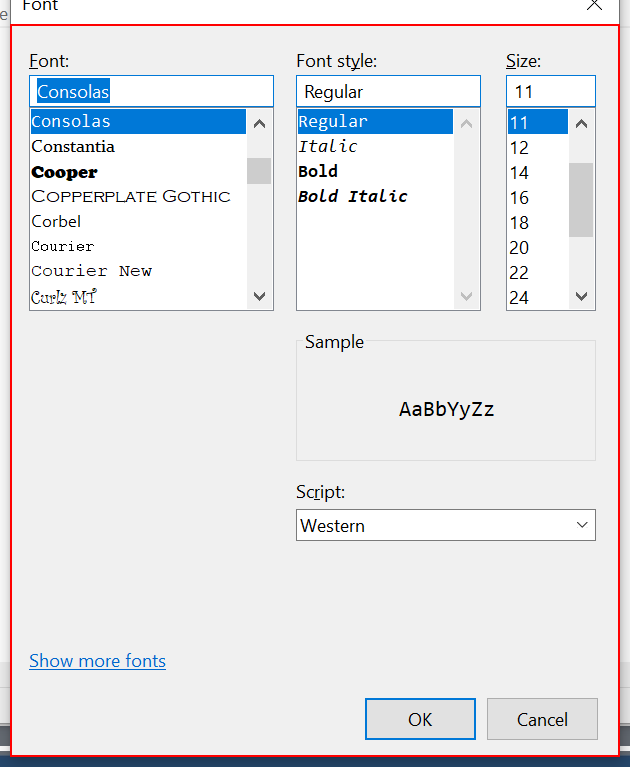 Font
Font:
Font style:
Size:
Consolas
Regular
11
Consolas
Constantia
Cooper
Copperplate Gothic
Corbel
Courier
Courier New
Curlz MT
Regular
Italic
Bold
Bold Italic
11
12
14
16
18
20
22
24
Sample
AaBbYyZz
Script:
Western
Show more fonts
OK
Cancel